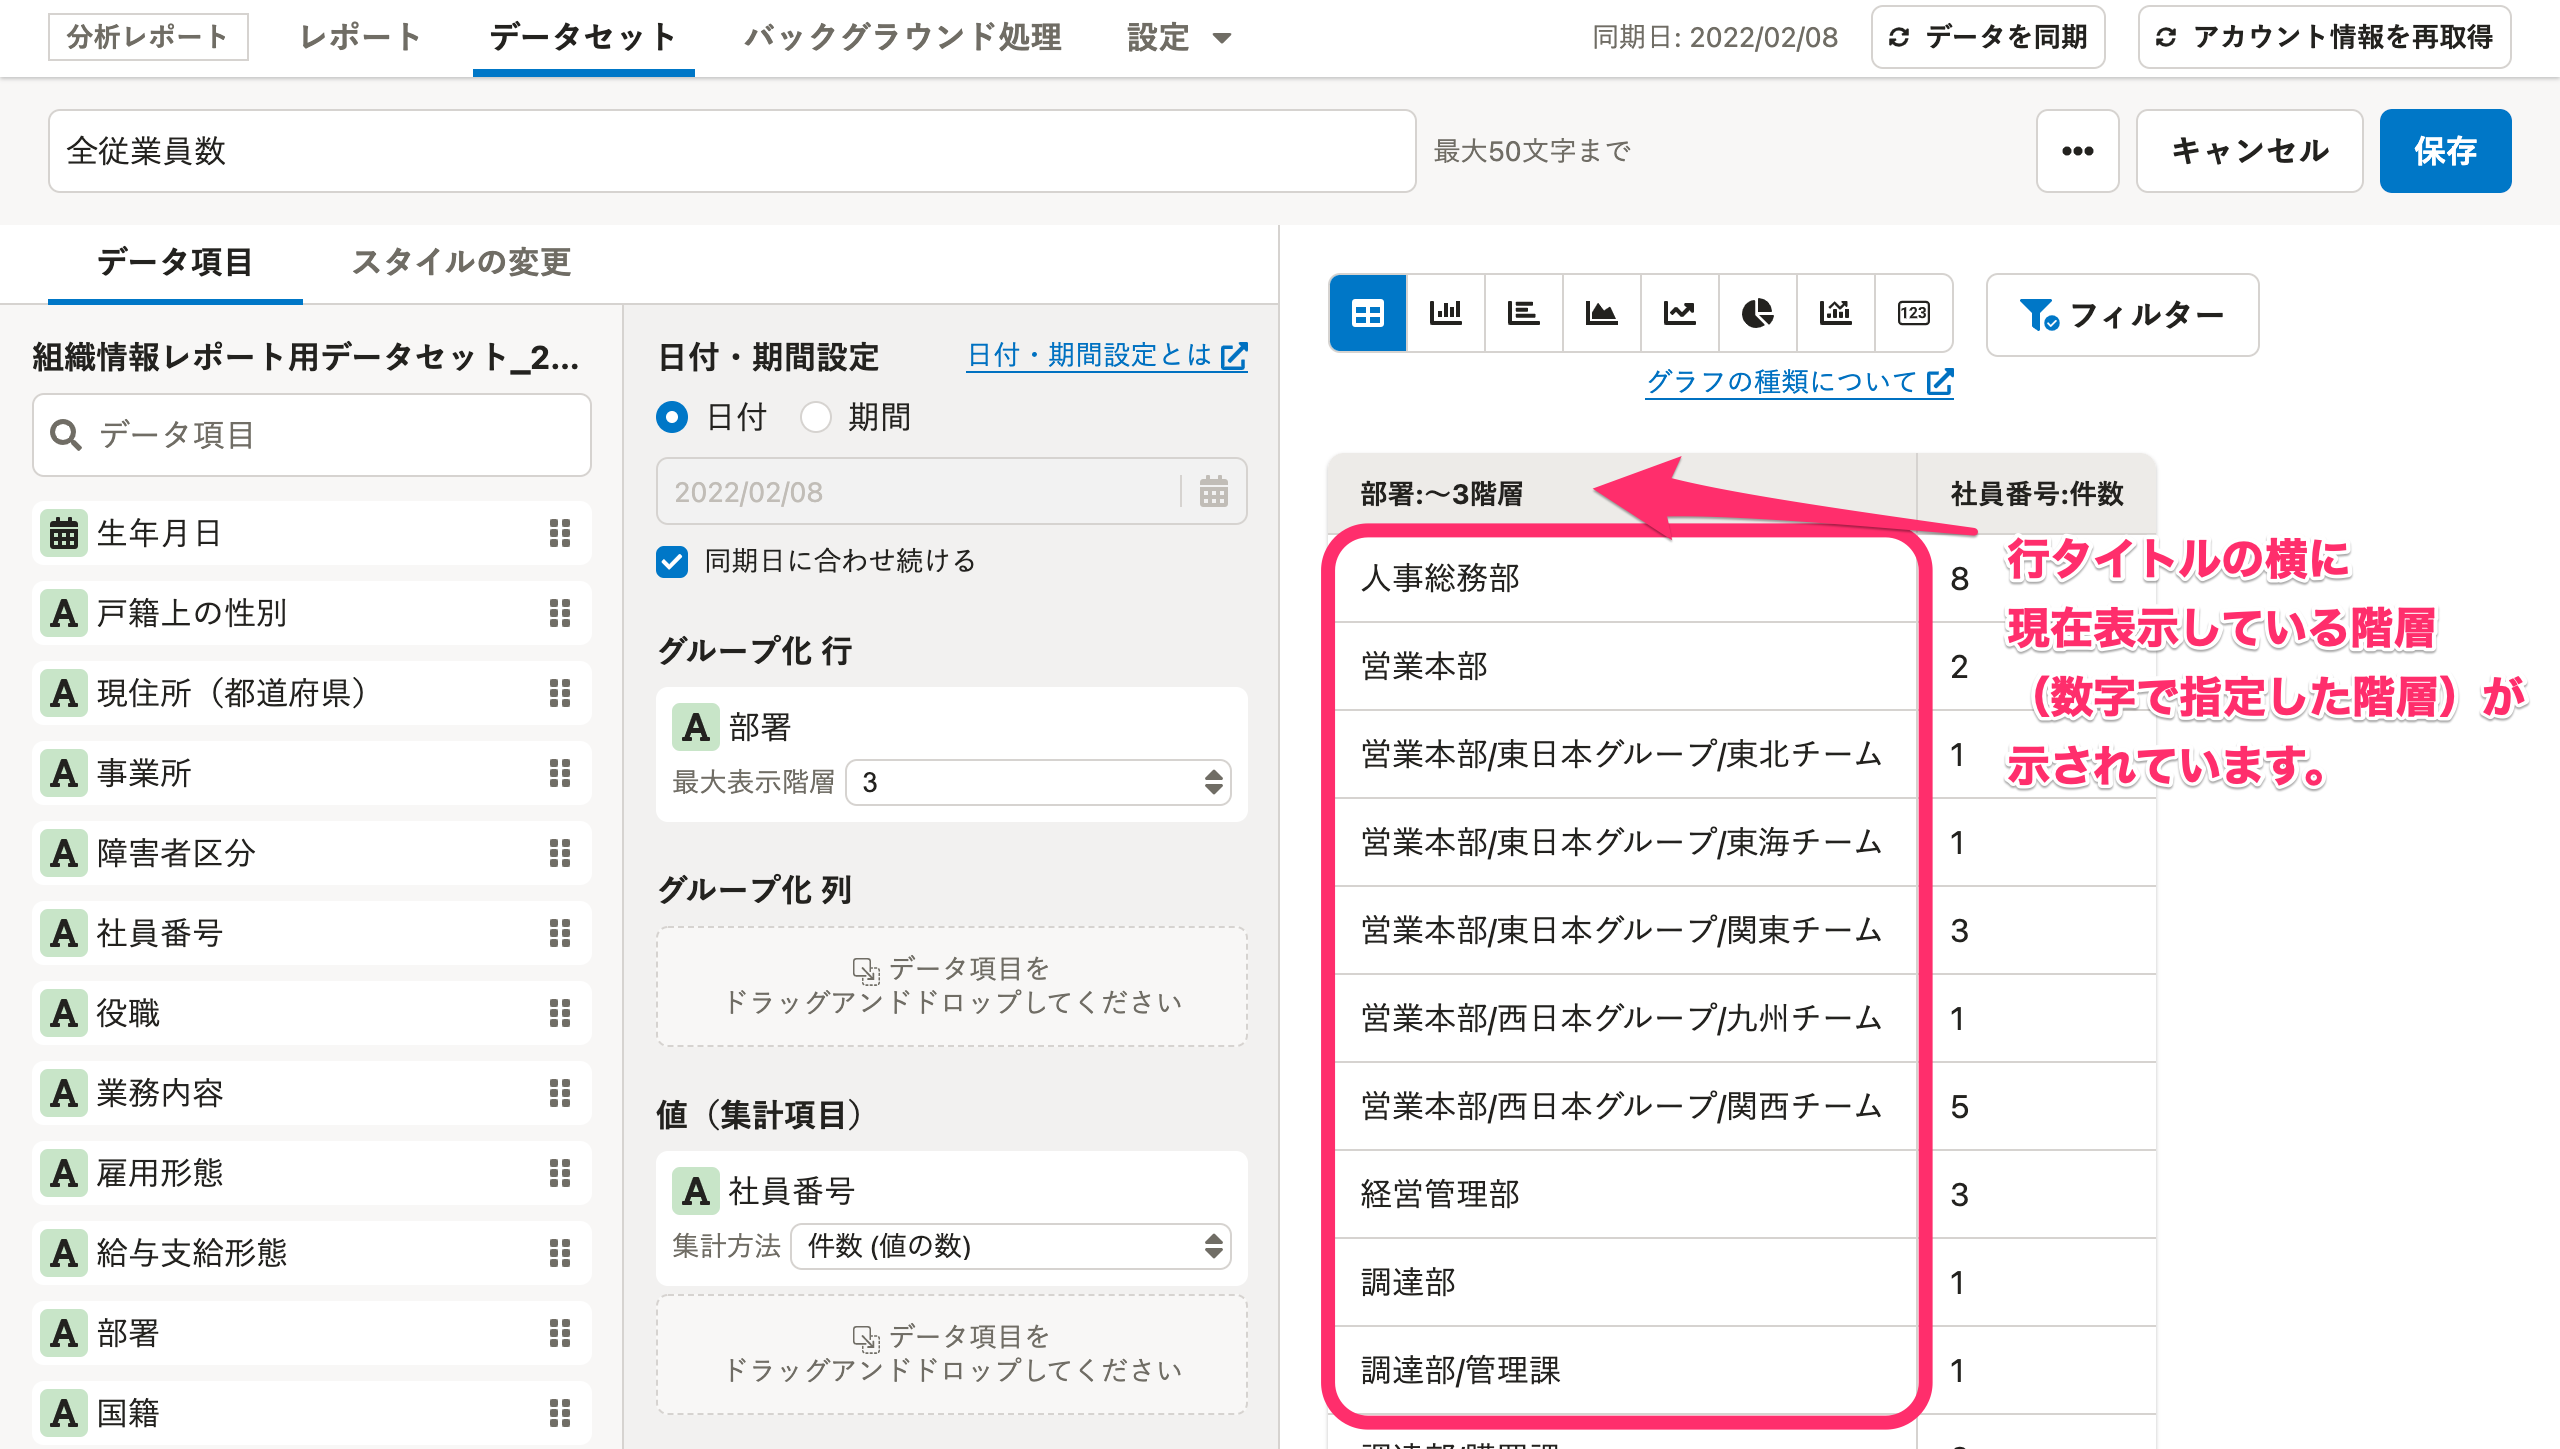 分析レポート レポート データセット バックグラウンド処理 設定 同期日: 2022/02/08 データを同期 アカウント情報を再取得
全従業員数 最大50文字まで ••• キャンセル 保存
データ項目 スタイルの変更
組織情報レポート用データセット_2...
データ項目
生年月日
A 戸籍上の性別
A 現住所（都道府県）
A 事業所
A 障害者区分
A 社員番号
A 役職
A 業務内容
A 雇用形態
A 給与支給形態
A 部署
A 国籍
日付・期間設定 日付・期間設定とは
日付 期間
2022/02/08
同期日に合わせ続ける
グループ化 行
A 部署
最大表示階層 3
グループ化 列
データ項目を
ドラッグアンドドロップしてください
値（集計項目）
A 社員番号
集計方法 件数 (値の数)
データ項目を
ドラッグアンドドロップしてください
123 フィルター
グラフの種類について
部署:〜3階層 社員番号:件数
人事総務部 8
営業本部 2
営業本部/東日本グループ/東北チーム 1
営業本部/東日本グループ/東海チーム 1
営業本部/東日本グループ/関東チーム 3
営業本部/西日本グループ/九州チーム 1
営業本部/西日本グループ/関西チーム 5
経営管理部 3
調達部 1
調達部/管理課 1
行タイトルの横に
現在表示している階層
（数字で指定した階層）が
示されています。